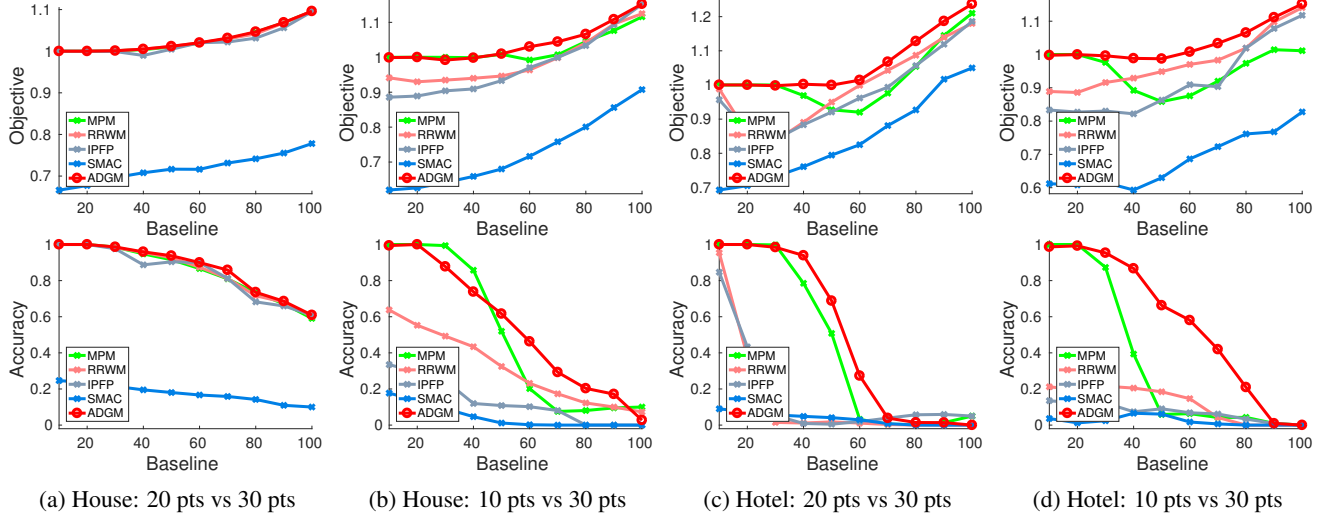 1.1
1
0.9
0.8
0.7
Objective
MPM
RRWM
IPFP
SMAC
ADGM
20 40 60 80 100
Baseline
1.1
1
0.9
0.8
0.7
Objective
MPM
RRWM
IPFP
SMAC
ADGM
20 40 60 80 100
Baseline
1.2
1.1
1
0.9
0.8
0.7
Objective
MPM
RRWM
IPFP
SMAC
ADGM
20 40 60 80 100
Baseline
1.1
1
0.9
0.8
0.7
0.6
Objective
MPM
RRWM
IPFP
SMAC
ADGM
20 40 60 80 100
Baseline
1
0.8
0.6
0.4
0.2
0
Accuracy
MPM
RRWM
IPFP
SMAC
ADGM
20 40 60 80 100
Baseline
1
0.8
0.6
0.4
0.2
0
Accuracy
MPM
RRWM
IPFP
SMAC
ADGM
20 40 60 80 100
Baseline
1
0.8
0.6
0.4
0.2
0
Accuracy
MPM
RRWM
IPFP
SMAC
ADGM
20 40 60 80 100
Baseline
1
0.8
0.6
0.4
0.2
0
Accuracy
MPM
RRWM
IPFP
SMAC
ADGM
20 40 60 80 100
Baseline
(a) House: 20 pts vs 30 pts
(b) House: 10 pts vs 30 pts
(c) Hotel: 20 pts vs 30 pts
(d) Hotel: 10 pts vs 30 pts